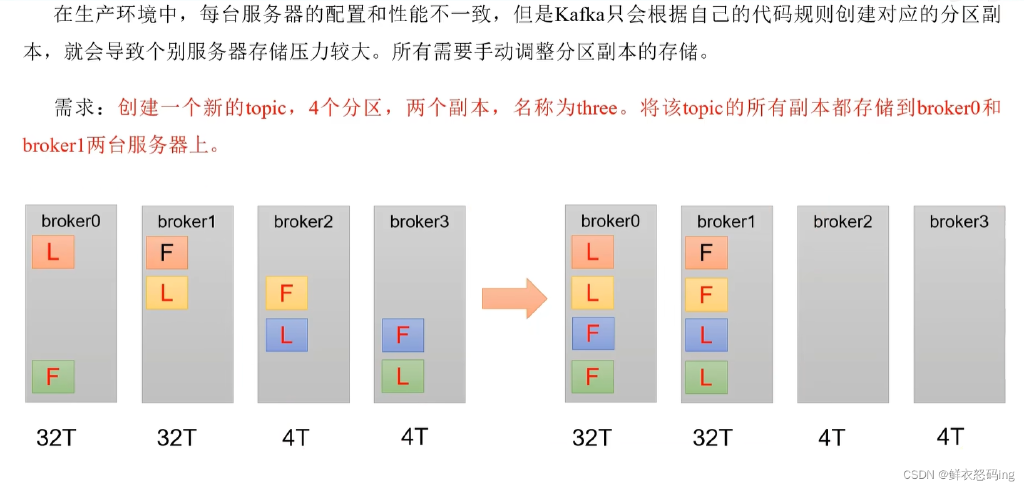 在生产环境中，每台服务器的配置和性能不一致，但是Kafka只会根据自己的代码规则创建对应的分区副
本，就会导致个别服务器存储压力较大。所有需要手动调整分区副本的存储。
需求：创建一个新的topic，4个分区，两个副本，名称为three。将该topic的所有副本都存储到broker0和
broker1两台服务器上。
broker0 broker1 broker2 broker3 broker0 broker1 broker2 broker3
L F L F
L F L F
L F F L
F L F L
32T 32T 4T 4T 32T 32T 4T 4T
CSDN @鲜衣怒码ing